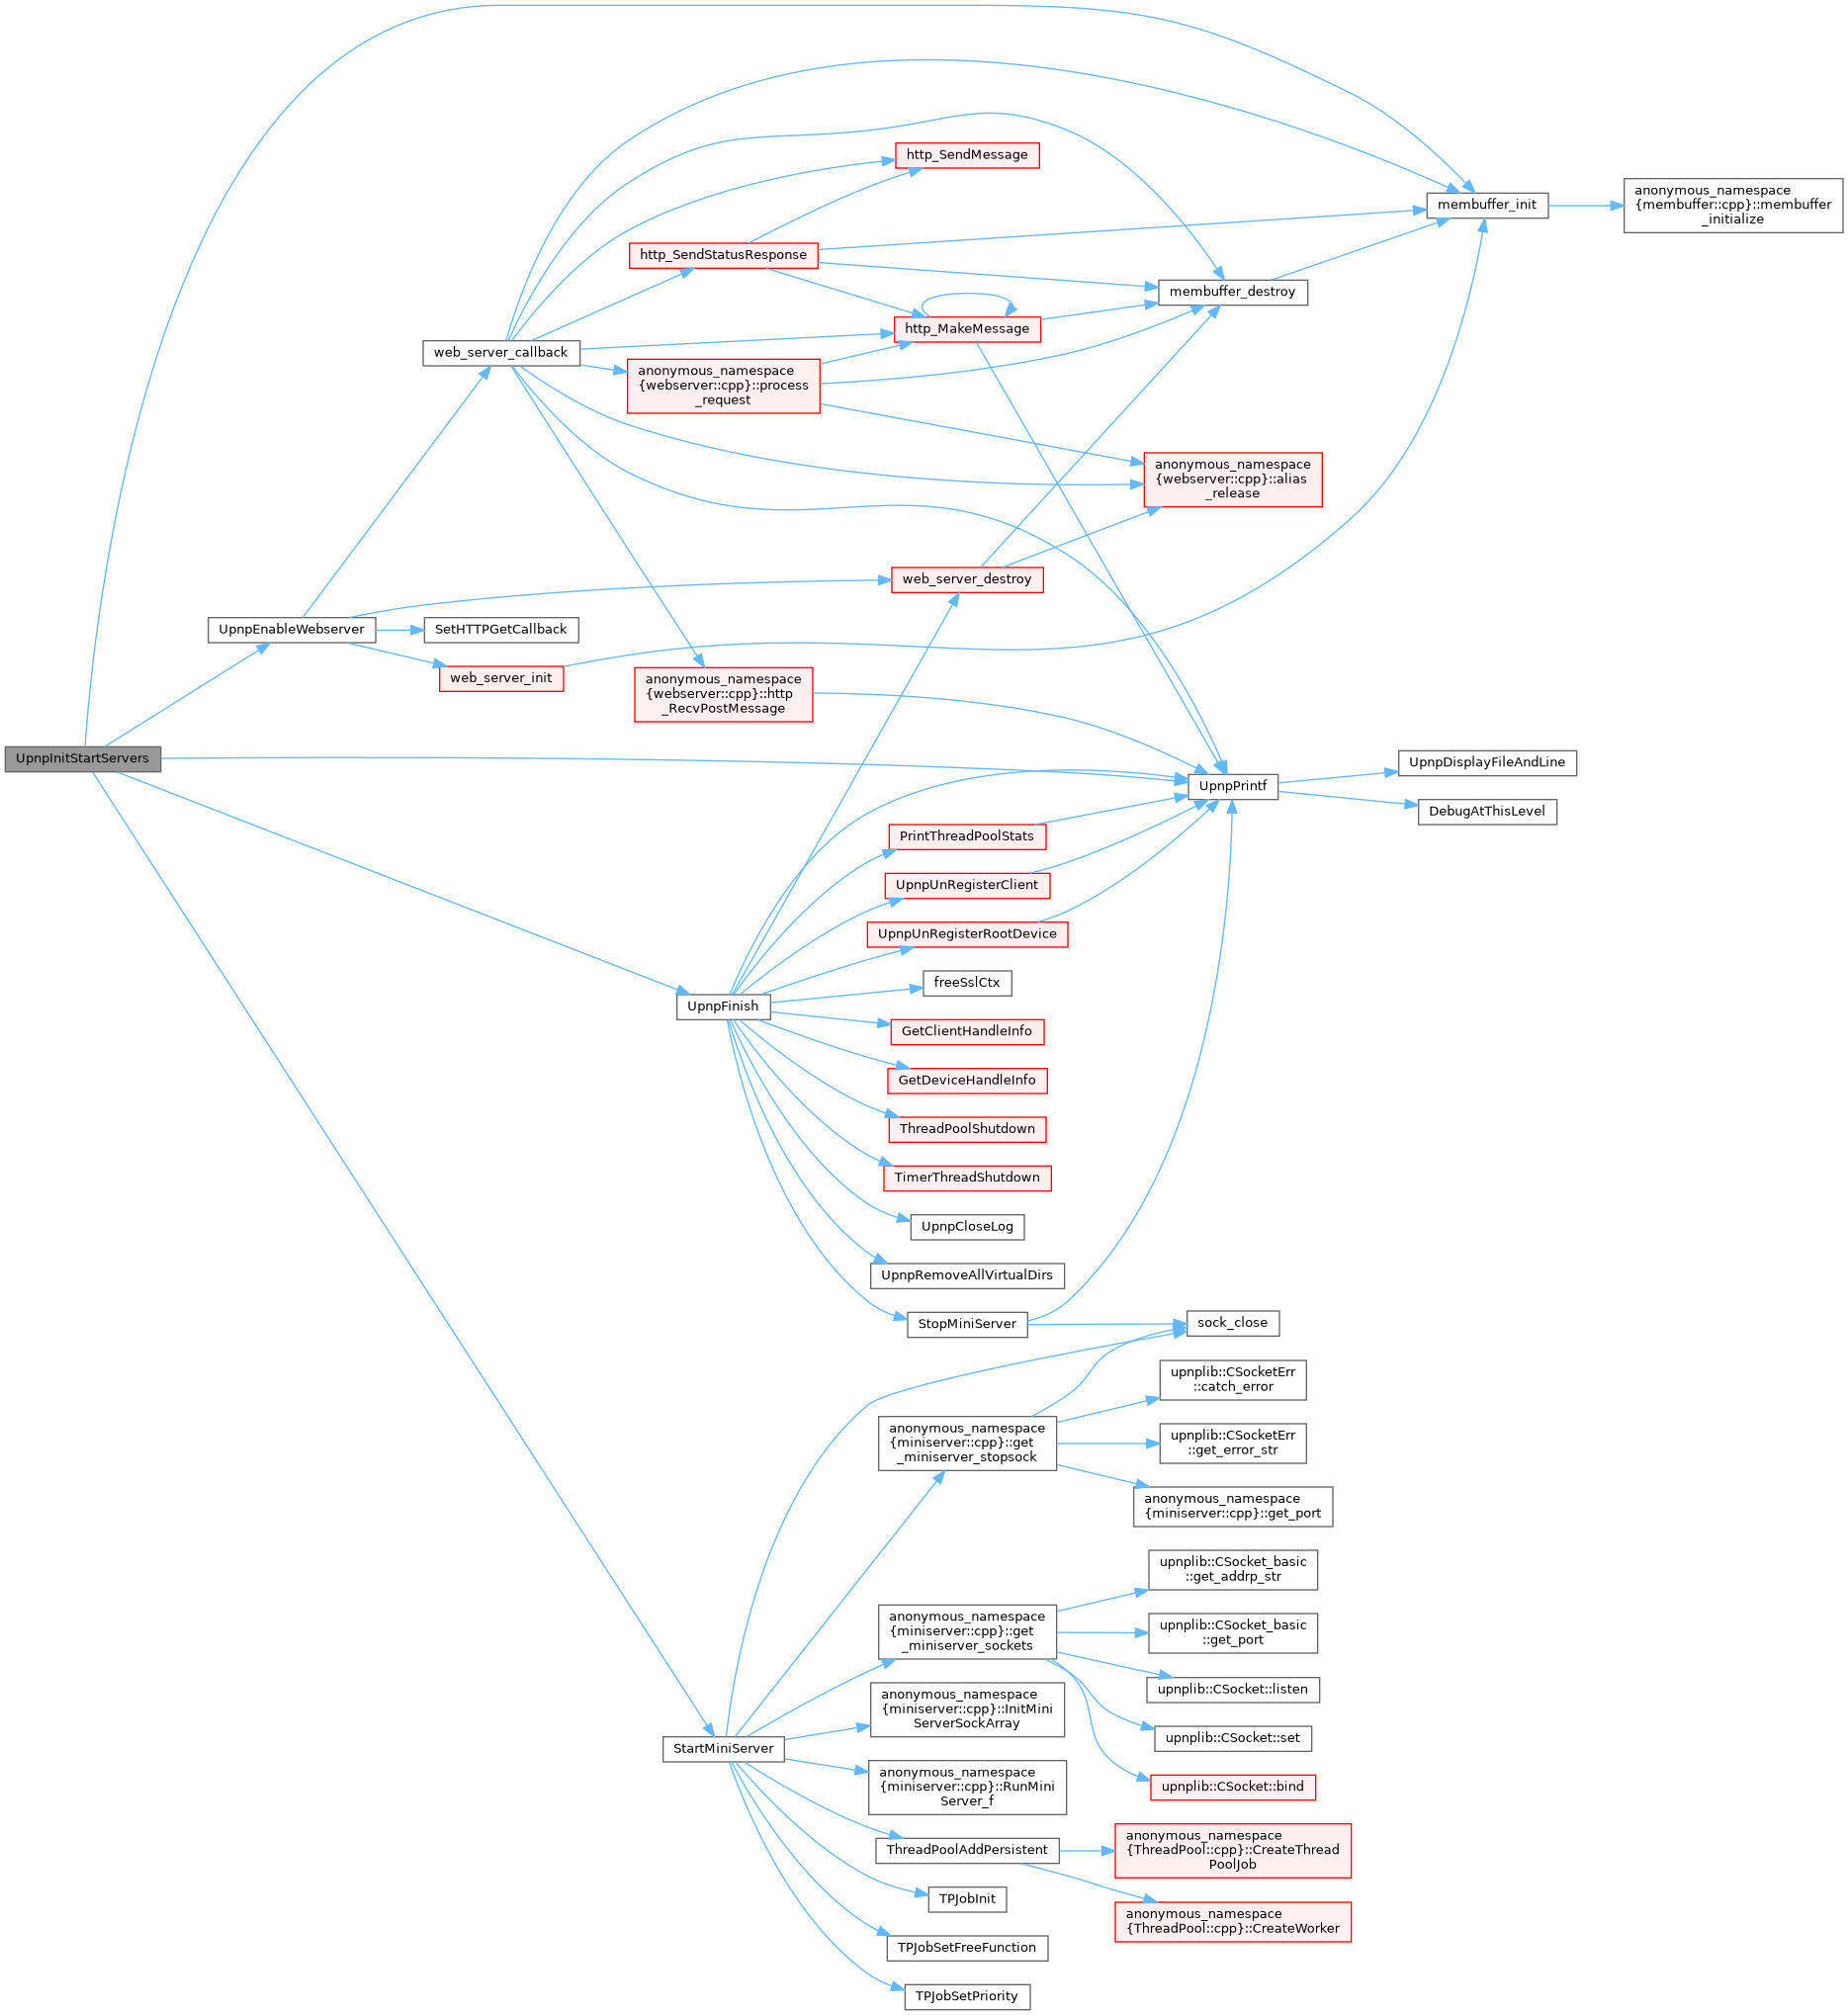 http_SendMessage
anonymous_namespace
{membuffer::cpp}::membuffer
_initialize
membuffer_init
http_SendStatusResponse
membuffer_destroy
http_MakeMessage
web_server_callback
anonymous_namespace
{webserver::cpp}::process
_request
anonymous_namespace
{webserver::cpp}::alias
_release
web_server_destroy
UpnpEnableWebserver
SetHTTPGetCallback
web_server_init
anonymous_namespace
{webserver::cpp}::http
_RecvPostMessage
UpnpInitStartServers
UpnpPrintf
UpnpDisplayFileAndLine
DebugAtThisLevel
PrintThreadPoolStats
UpnpUnRegisterClient
UpnpUnRegisterRootDevice
freeSslCtx
UpnpFinish
GetClientHandleInfo
GetDeviceHandleInfo
ThreadPoolShutdown
TimerThreadShutdown
UpnpCloseLog
UpnpRemoveAllVirtualDirs
StopMiniServer
sock_close
upnplib::CSocketErr
::catch_error
anonymous_namespace
{miniserver::cpp}::get
_miniserver_stopsock
upnplib::CSocketErr
::get_error_str
anonymous_namespace
{miniserver::cpp}::get_port
upnplib::CSocket_basic
::get_addrp_str
anonymous_namespace
{miniserver::cpp}::get
_miniserver_sockets
upnplib::CSocket_basic
::get_port
upnplib::CSocket::listen
anonymous_namespace
{miniserver::cpp}::InitMini
ServerSockArray
upnplib::CSocket::set
StartMiniServer
anonymous_namespace
{miniserver::cpp}::RunMini
Server_f
upnplib::CSocket::bind
ThreadPoolAddPersistent
anonymous_namespace
{ThreadPool::cpp}::CreateThread
PoolJob
TPJobInit
anonymous_namespace
{ThreadPool::cpp}::CreateWorker
TPJobSetFreeFunction
TPJobSetPriority